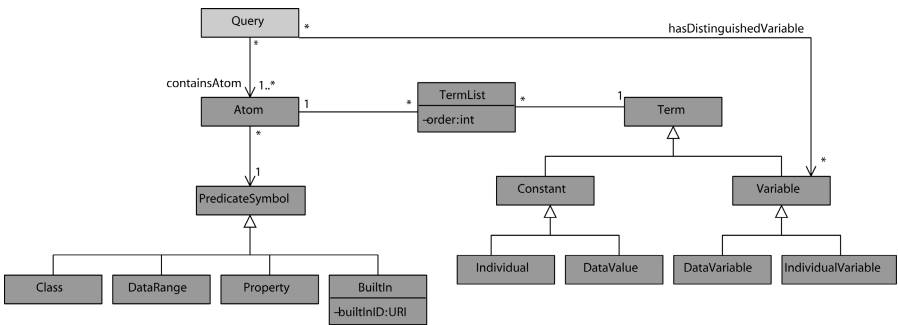 Query
*
*
hasDistinguishedVariable
containsAtom
1..*
Atom
1
*
TermList
–order:int
*
1
Term
*
1
PredicateSymbol
Constant
*
Variable
Individual
DataValue
DataVariable
IndividualVariable
Class
DataRange
Property
BuiltIn
–builtInID:URI